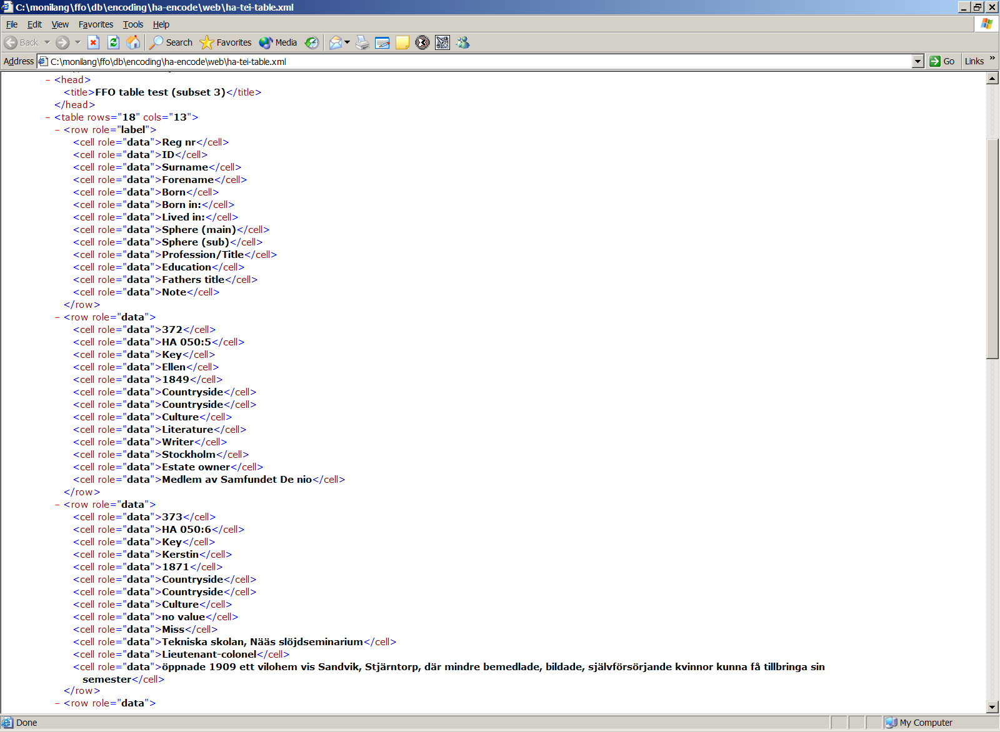 C:\monilang\ffo\db\encoding\ha-encode\web\ha-tei-table.xml
File Edit View Favorites Tools Help
Back Search Favorites Media
Address C:\monilang\ffo\db\encoding\ha-encode\web\ha-tei-table.xml Go Links »
- <head>
<title>FFO table test (subset 3)</title>
</head>
- <table rows="18" cols="13">
- <row role="label">
<cell role="data">Reg nr</cell>
<cell role="data">ID</cell>
<cell role="data">Surname</cell>
<cell role="data">Forename</cell>
<cell role="data">Born</cell>
<cell role="data">Born in:</cell>
<cell role="data">Lived in:</cell>
<cell role="data">Sphere (main)</cell>
<cell role="data">Sphere (sub)</cell>
<cell role="data">Profession/Title</cell>
<cell role="data">Education</cell>
<cell role="data">Fathers title</cell>
<cell role="data">Note</cell>
</row>
- <row role="data">
<cell role="data">372</cell>
<cell role="data">HA 050:5</cell>
<cell role="data">Key</cell>
<cell role="data">Ellen</cell>
<cell role="data">1849</cell>
<cell role="data">Countryside</cell>
<cell role="data">Countryside</cell>
<cell role="data">Culture</cell>
<cell role="data">Literature</cell>
<cell role="data">Writer</cell>
<cell role="data">Stockholm</cell>
<cell role="data">Estate owner</cell>
<cell role="data">Medlem av Samfundet De nio</cell>
</row>
- <row role="data">
<cell role="data">373</cell>
<cell role="data">HA 050:6</cell>
<cell role="data">Key</cell>
<cell role="data">Kerstin</cell>
<cell role="data">1871</cell>
<cell role="data">Countryside</cell>
<cell role="data">Countryside</cell>
<cell role="data">Culture</cell>
<cell role="data">no value</cell>
<cell role="data">Miss</cell>
<cell role="data">Tekniska skolan, Nääs slöjdseminarium</cell>
<cell role="data">Lieutenant-colonel</cell>
<cell role="data">öppnade 1909 ett vilohem vis Sandvik, Stjärntorp, där mindre bemedlade, bildade, självförsörjande kvinnor kunna få tillbringa sin
semester</cell>
</row>
- <row role="data">
Done My Computer